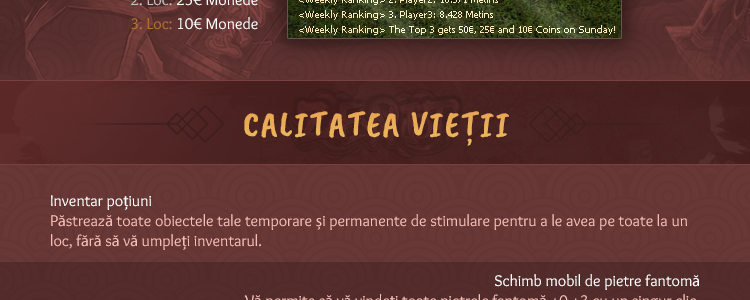 2. Loc: 25€ Monede
3. Loc: 10€ Monede
<Weekly Ranking> 2. Player2: 10.571 Metins
<Weekly Ranking> 3. Player3: 8.428 Metins
<Weekly Ranking> The Top 3 gets 50€, 25€ and 10€ Coins on Sunday!
CALITATEA VIEȚII
Inventar poțiuni
Păstrează toate obiectele tale temporare și permanente de stimulare pentru a le avea pe toate la un
loc, fără să vă umpleți inventarul.
Schimb mobil de pietre fantomă
Vă permite să vă vindeți toate pietrele fantomă +0-+3 cu un singur clic